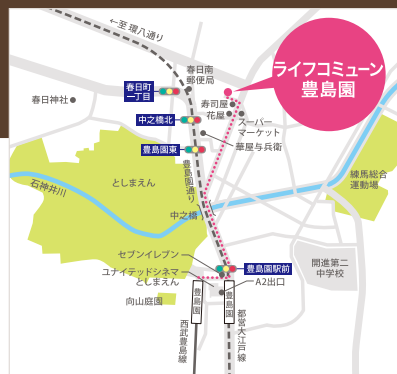 ←至環八通り
ライフコミューン
豊島園
春日南
郵便局
春日町
一丁目
春日神社
寿司屋
花屋
スーパー
マーケット
中之橋北
華屋与兵衛
豊島園東
練馬総合
運動場
石神井川
としまえん
豊島園通り
中之橋
セブンイレブン
ユナイテッドシネマ
としまえん
豊島園駅前
A2出口
開進第二
中学校
向山庭園
豊島園
豊島園
西武豊島線
都営大江戸線